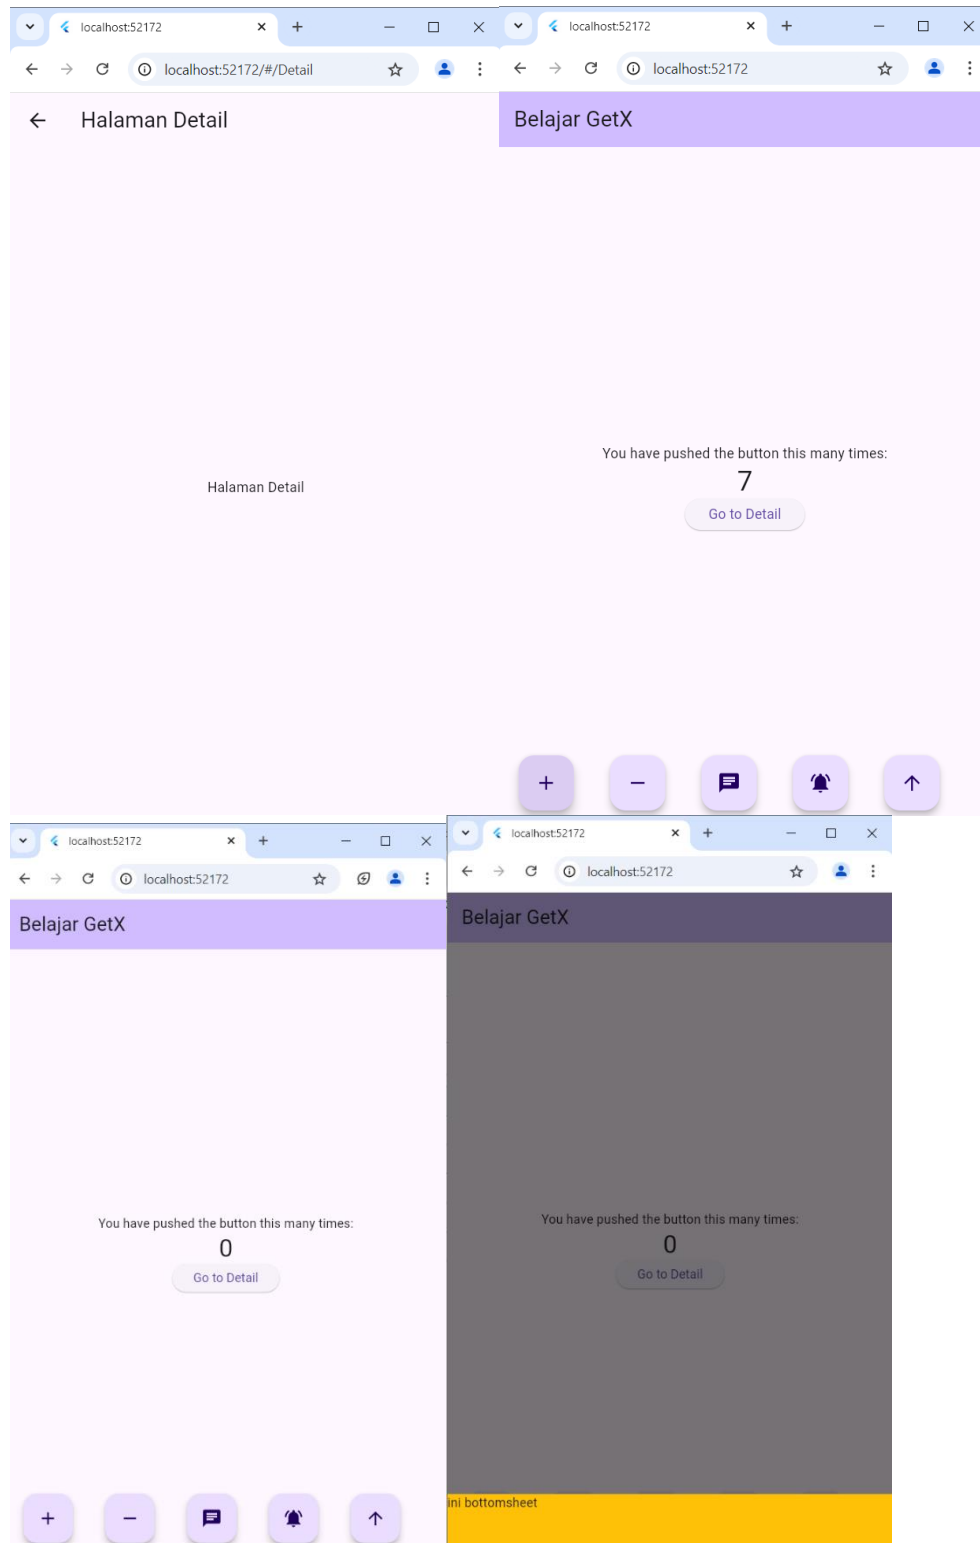 localhost:52172
localhost:52172/#/Detail
Halaman Detail
Halaman Detail
localhost:52172
localhost:52172
Belajar GetX
You have pushed the button this many times:
7
Go to Detail
localhost:52172
localhost:52172
Belajar GetX
You have pushed the button this many times:
0
Go to Detail
localhost:52172
localhost:52172
Belajar GetX
You have pushed the button this many times:
0
Go to Detail
ini bottomsheet